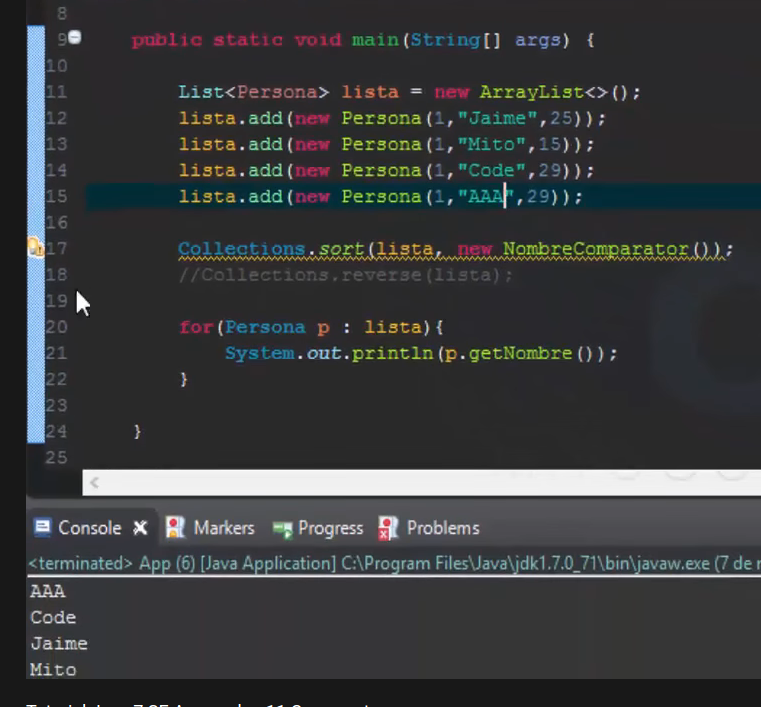 8
9 public static void main(String[] args) {
10
11 List<Persona> lista = new ArrayList<>();
12 lista.add(new Persona(1,"Jaime",25));
13 lista.add(new Persona(1,"Mito",15));
14 lista.add(new Persona(1,"Code",29));
15 lista.add(new Persona(1,"AAA",29));
16
17 Collections.sort(lista, new NombreComparator());
18 //Collections.reverse(lista);
19
20 for(Persona p : lista){
21 System.out.println(p.getNombre());
22 }
23
24 }
25
Console Markers Progress Problems
<terminated> App (6) [Java Application] C:\Program Files\Java\jdk1.7.0_71\bin\javaw.exe (7 de
AAA
Code
Jaime
Mito